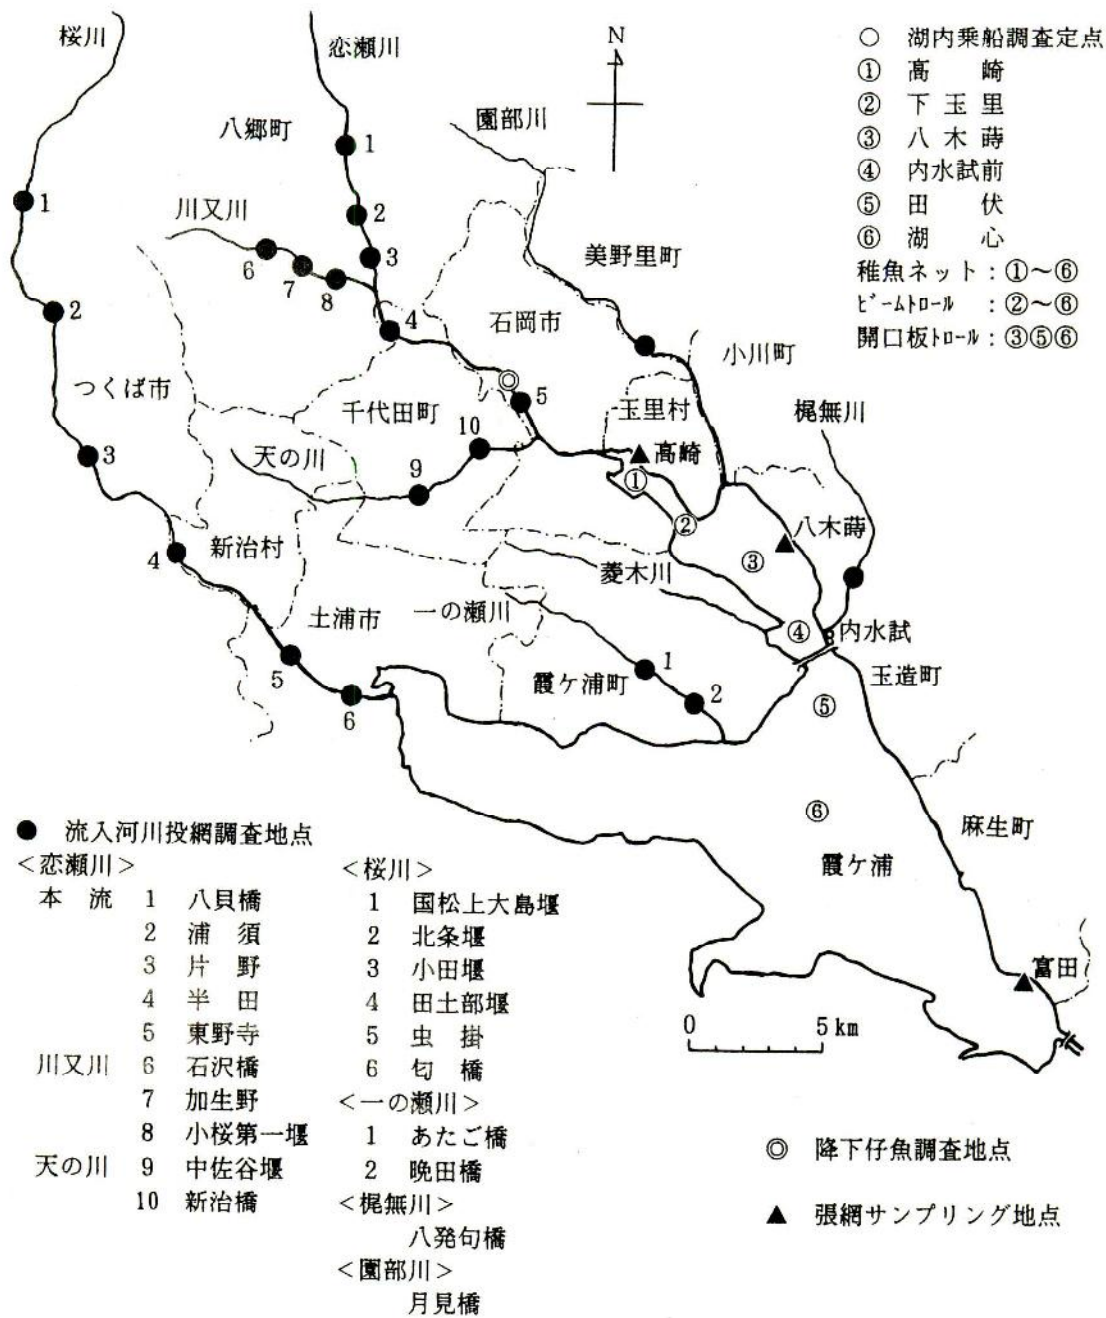 桜川
恋瀬川
N
○ 湖内乗船調査定点
① 高崎
② 下玉里
③ 八木蒔
④ 内水試前
⑤ 田伏
⑥ 湖心
稚魚ネット：①～⑥
ビームトロール：②～⑥
開口板トロール：③⑤⑥
園部川
八郷町
1
1
2
川又川
3
6
7
8
美野里町
2
4
石岡市
小川町
つくば市
5
千代田町
玉里村
梶無川
10
高崎
3
天の川
①
9
②
八木蒔
4
新治村
③
菱木川
土浦市
一の瀬川
④
内水試
5
1
霞ケ浦町
玉造町
6
2
⑤
⑥
麻生町
霞ケ浦
富田
0 5km
● 流入河川投網調査地点
＜恋瀬川＞
本流 1 八貝橋
2 浦須
3 片野
4 半田
5 東野寺
川又川 6 石沢橋
7 加生野
8 小桜第一堰
天の川 9 中佐谷堰
10 新治橋
＜桜川＞
1 国松上大島堰
2 北条堰
3 小田堰
4 田土部堰
5 虫掛
6 匂橋
＜一の瀬川＞
1 あたご橋
2 晩田橋
＜梶無川＞
八発句橋
＜園部川＞
月見橋
◎ 降下仔魚調査地点
▲ 張網サンプリング地点